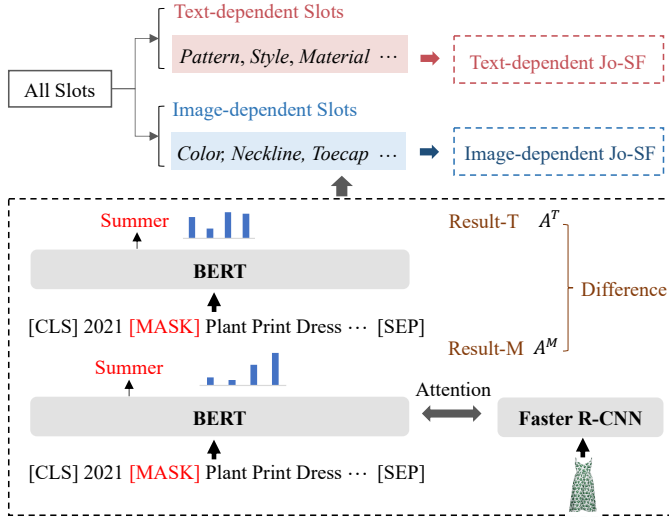 Text-dependent Slots
Pattern, Style, Material ⋯
Text-dependent Jo-SF
All Slots
Image-dependent Slots
Color, Neckline, Toecap ⋯
Image-dependent Jo-SF
Summer
Result-T A^T
BERT
Difference
[CLS] 2021 [MASK] Plant Print Dress ⋯ [SEP]
Result-M A^M
Summer
Attention
BERT
Faster R-CNN
[CLS] 2021 [MASK] Plant Print Dress ⋯ [SEP]